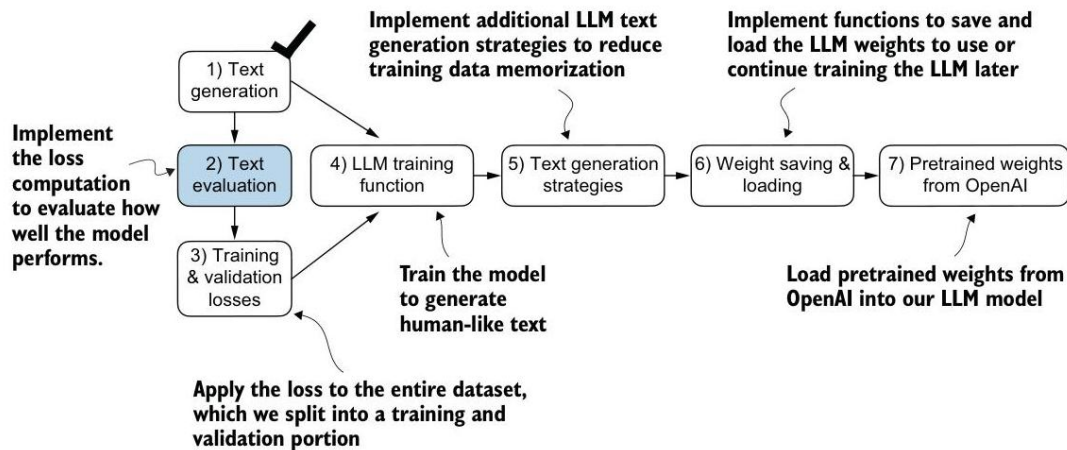 Implement additional LLM text
generation strategies to reduce
training data memorization
Implement functions to save and
load the LLM weights to use or
continue training the LLM later
1) Text
generation
Implement
the loss
computation
to evaluate how
well the model
performs.
2) Text
evaluation
4) LLM training
function
5) Text generation
strategies
6) Weight saving &
loading
7) Pretrained weights
from OpenAI
3) Training
& validation
losses
Train the model
to generate
human-like text
Load pretrained weights from
OpenAI into our LLM model
Apply the loss to the entire dataset,
which we split into a training and
validation portion